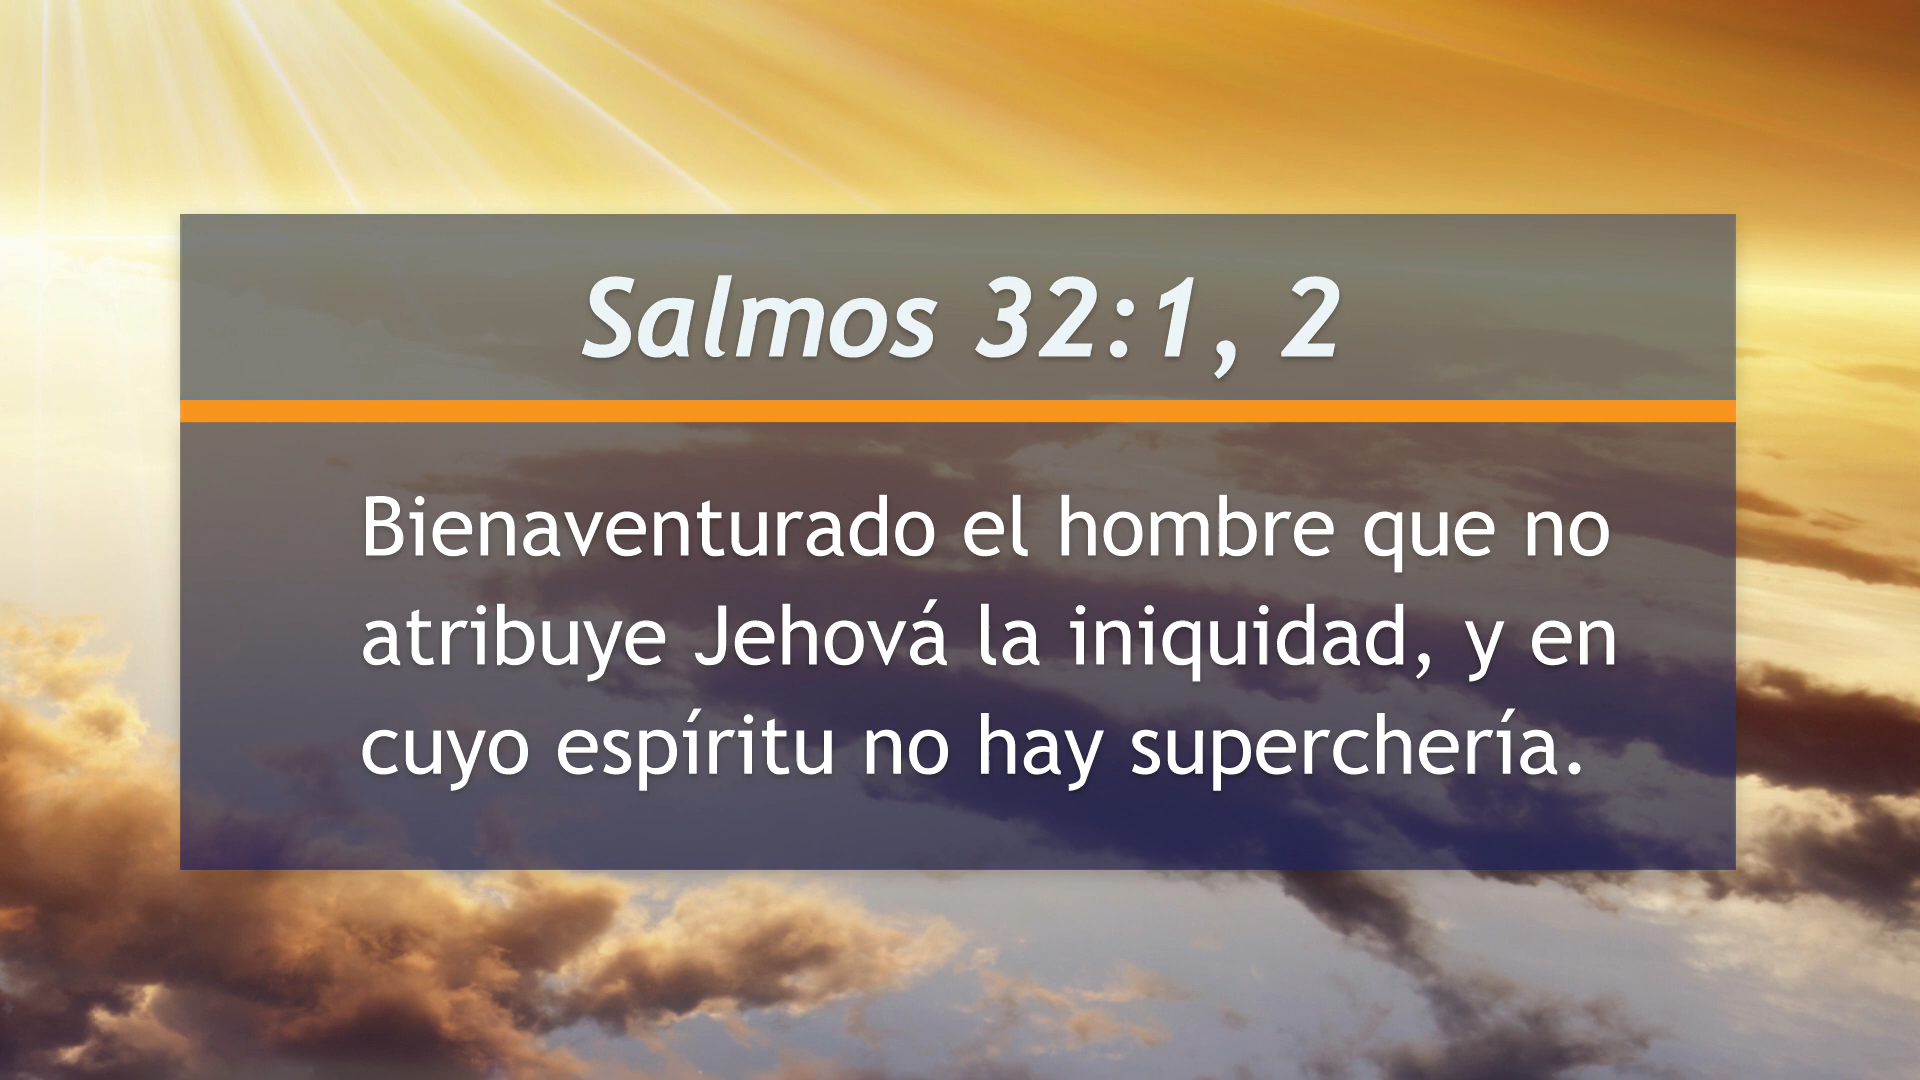 Salmos 32:1, 2
Bienaventurado el hombre que no
atribuye Jehová la iniquidad, y en
cuyo espíritu no hay superchería.